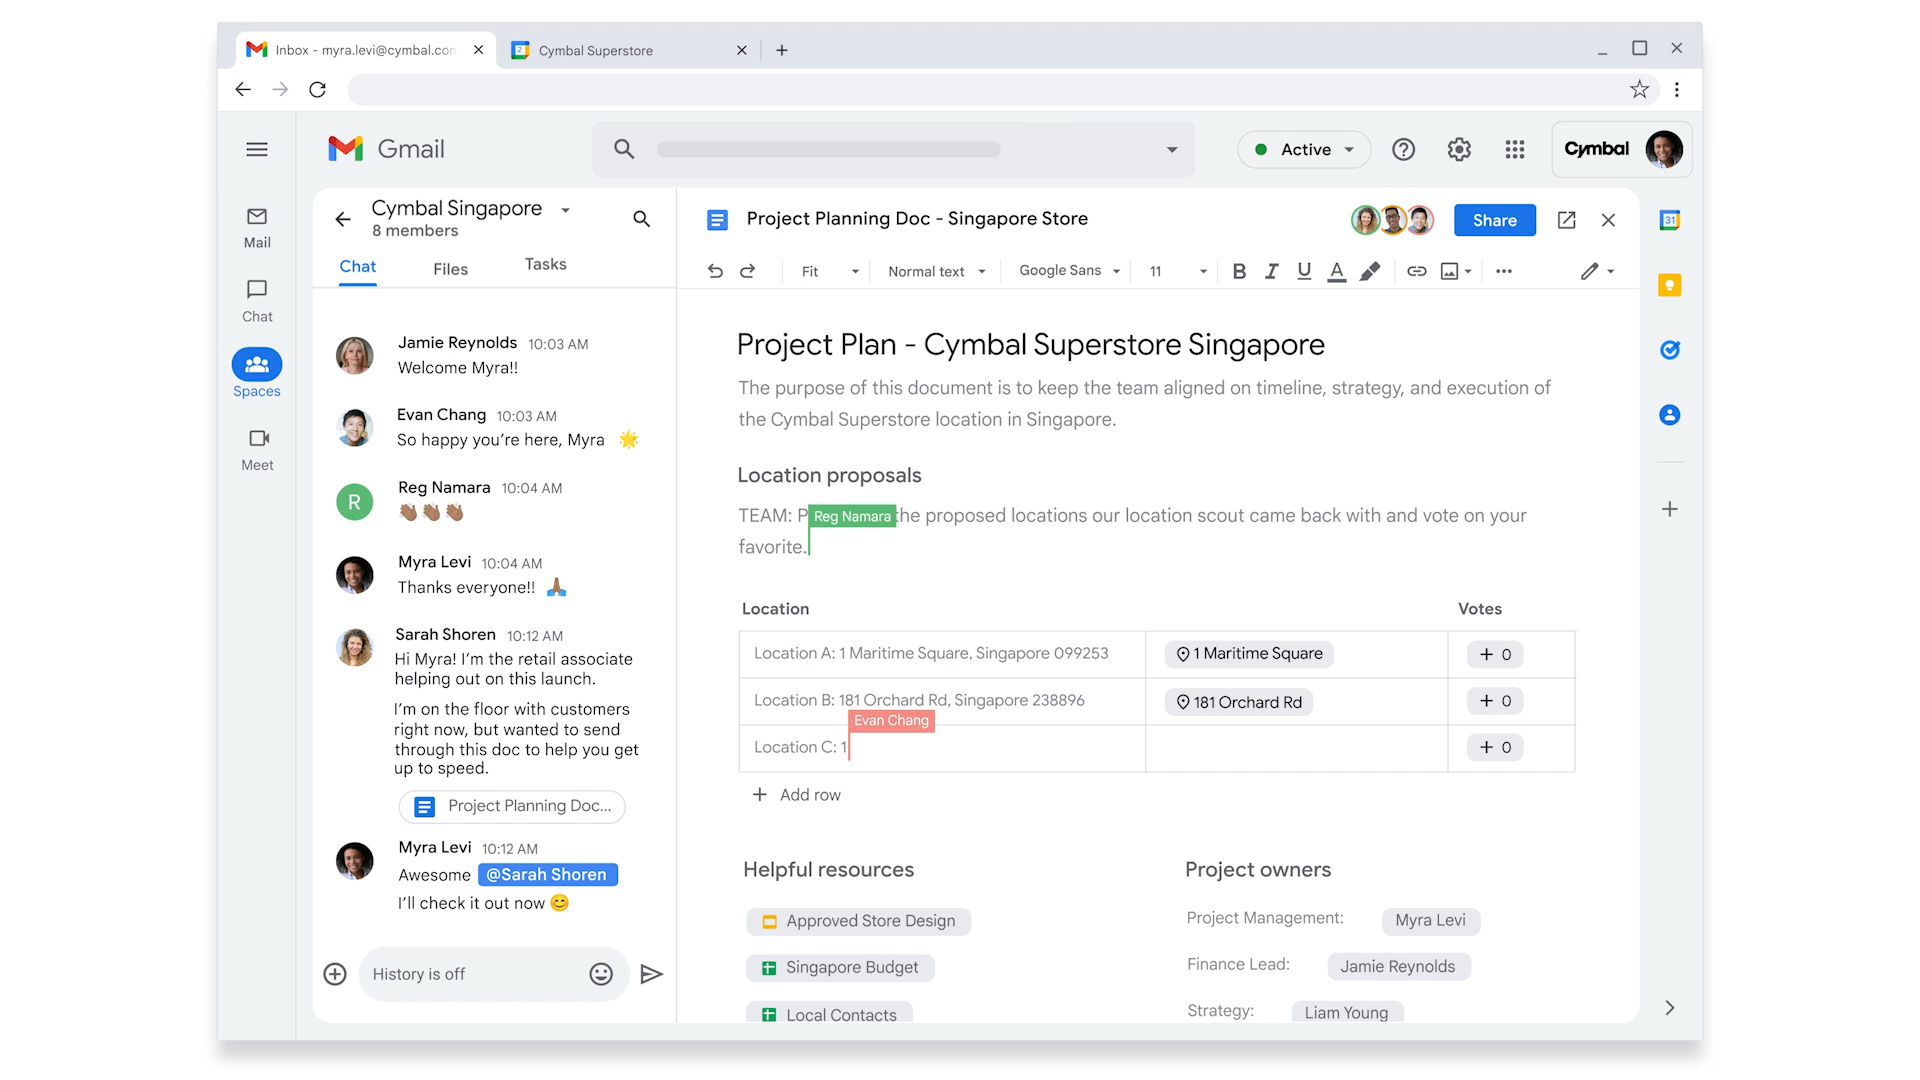 Inbox - myra.levi@cymbal.com
Cymbal Superstore
Gmail
Active
Cymbal
Mail
Chat
Spaces
Meet
Cymbal Singapore
8 members
Chat
Files
Tasks
Jamie Reynolds 10:03 AM
Welcome Myra!!
Evan Chang 10:03 AM
So happy you're here, Myra 🌟
R
Reg Namara 10:04 AM
👋🏾👋🏾👋🏾
Myra Levi 10:04 AM
Thanks everyone!! 🙏🏾
Sarah Shoren 10:12 AM
Hi Myra! I'm the retail associate
helping out on this launch.
I'm on the floor with customers
right now, but wanted to send
through this doc to help you get
up to speed.
Project Planning Doc...
Myra Levi 10:12 AM
Awesome @Sarah Shoren
I'll check it out now 😊
History is off
Project Planning Doc - Singapore Store
Share
Fit
Normal text
Google Sans
11
B I U A
Project Plan - Cymbal Superstore Singapore
The purpose of this document is to keep the team aligned on timeline, strategy, and execution of
the Cymbal Superstore location in Singapore.
Location proposals
TEAM: P Reg Namara the proposed locations our location scout came back with and vote on your
favorite.
Location Votes
Location A: 1 Maritime Square, Singapore 099253 1 Maritime Square + 0
Location B: 181 Orchard Rd, Singapore 238896 181 Orchard Rd + 0
Evan Chang
Location C: 1 + 0
+ Add row
Helpful resources
Approved Store Design
Singapore Budget
Local Contacts
Project owners
Project Management: Myra Levi
Finance Lead: Jamie Reynolds
Strategy: Liam Young
31